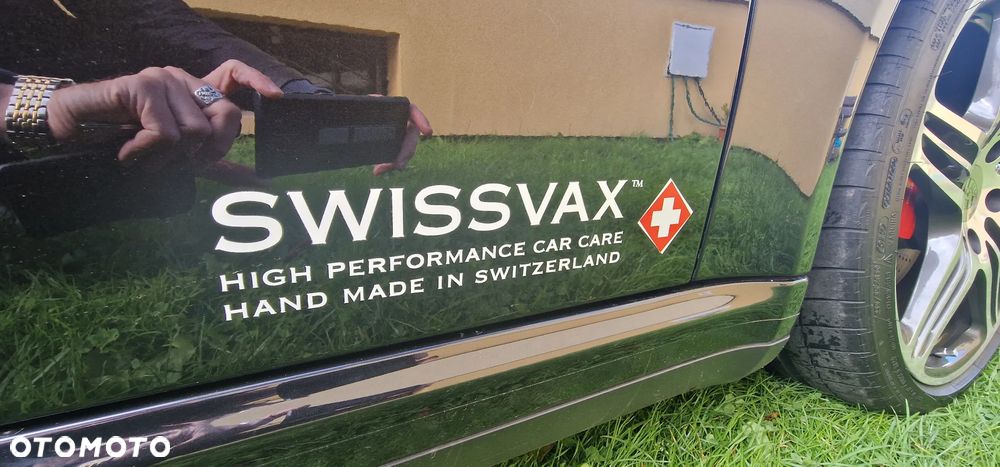 SWISSVAX™
HIGH PERFORMANCE CAR CARE
HAND MADE IN SWITZERLAND
OTOMOTO